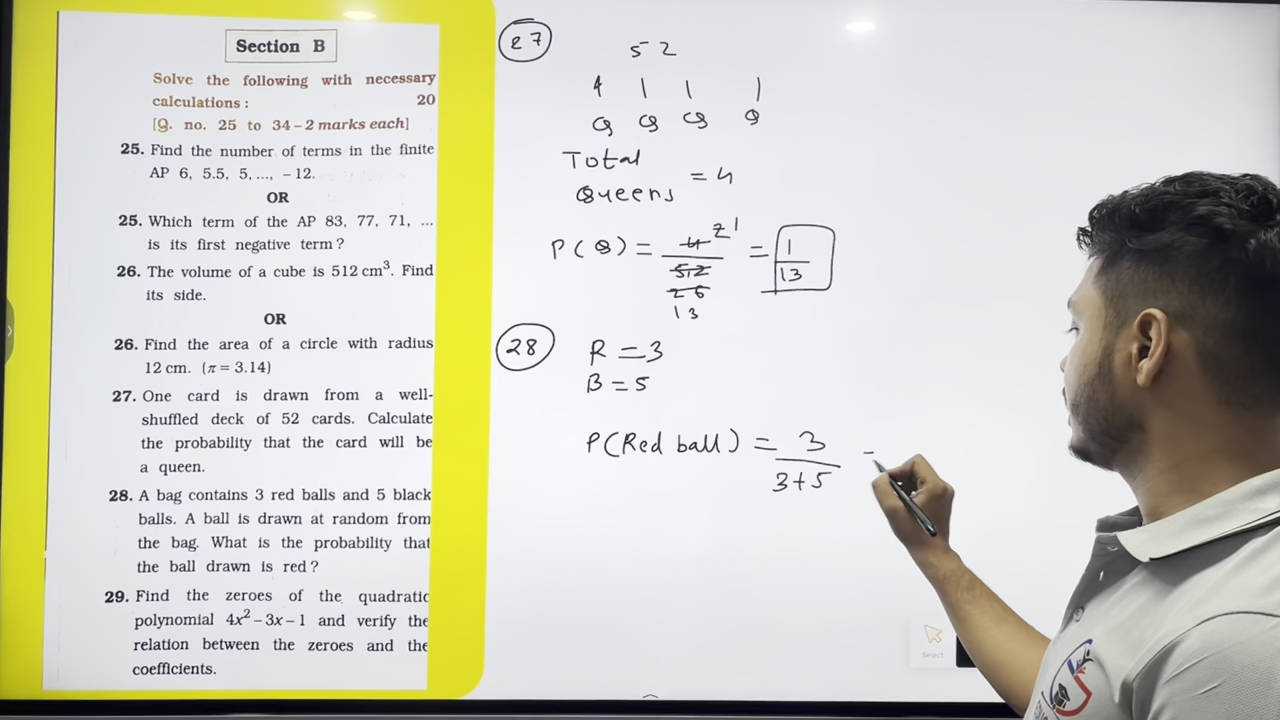 Section B
Solve the following with necessary
calculations : 20
[Q. no. 25 to 34 – 2 marks each]
25. Find the number of terms in the finite
AP 6, 5.5, 5, ..., – 12.
OR
25. Which term of the AP 83, 77, 71, ...
is its first negative term ?
26. The volume of a cube is 512 cm³. Find
its side.
OR
26. Find the area of a circle with radius
12 cm. (π = 3.14)
27. One card is drawn from a well-
shuffled deck of 52 cards. Calculate
the probability that the card will be
a queen.
28. A bag contains 3 red balls and 5 black
balls. A ball is drawn at random from
the bag. What is the probability that
the ball drawn is red ?
29. Find the zeroes of the quadratic
polynomial 4x² – 3x – 1 and verify the
relation between the zeroes and the
coefficients.
27
52
1 1 1 1
Q Q Q Q
Total
Queens = 4
P(Q) = 4 2 1 = 1
52 13
26
13
28 R = 3
B = 5
P(Red ball) = 3 =
3+5
Select